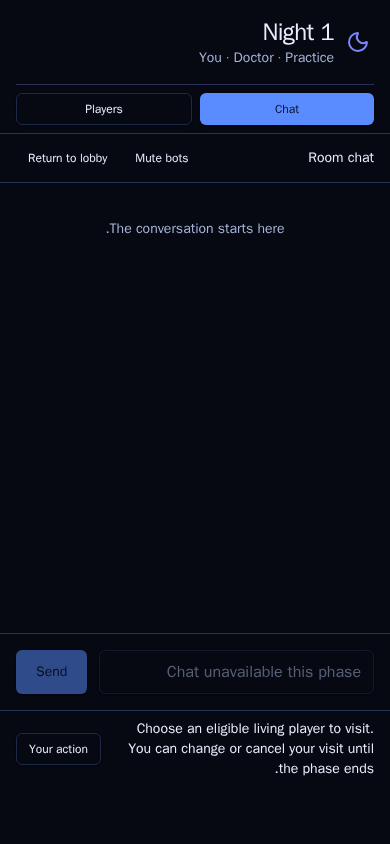 Night 1
You · Doctor · Practice
Players
Chat
Return to lobby
Mute bots
Room chat
.The conversation starts here
Send
Chat unavailable this phase
Choose an eligible living player to visit.
You can change or cancel your visit until
.the phase ends
Your action